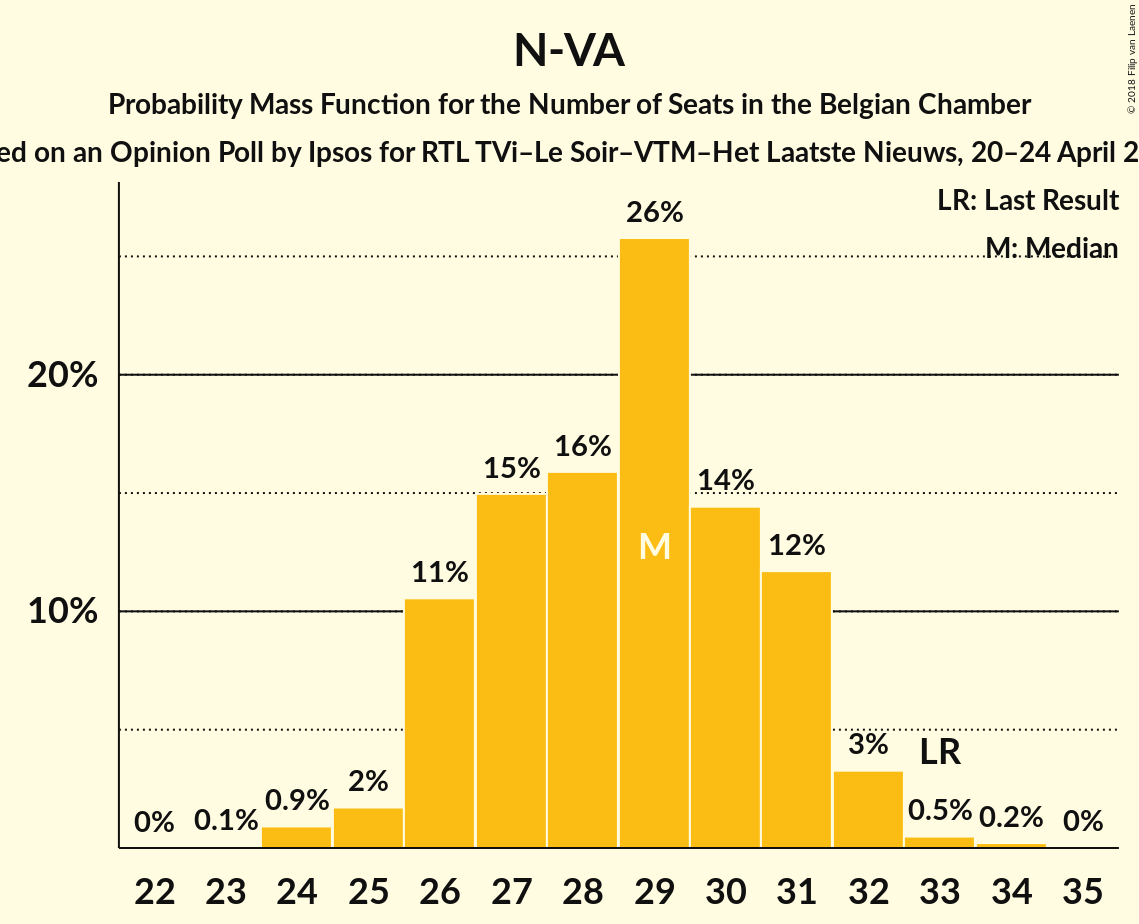 N-VA
Probability Mass Function for the Number of Seats in the Belgian Chamber
on an Opinion Poll by Ipsos for RTL TVi–Le Soir–VTM–Het Laatste Nieuws, 20–24 April
© 2018 Filip van Laenen
LR: Last Result
M: Median
26%
20%
16%
15%
14%
M
12%
11%
10%
3%
LR
2%
0.9%
0.5%
0.2%
0%
0.1%
0%
22 23 24 25 26 27 28 29 30 31 32 33 34 35